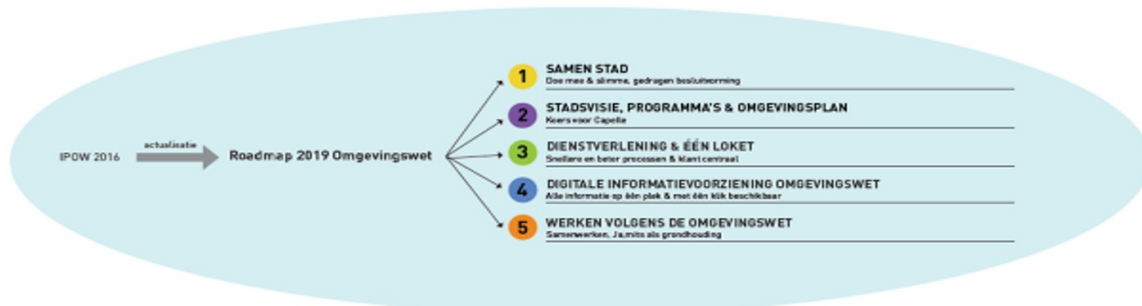 IPOW 2016
actualisatie
Roadmap 2019 Omgevingswet
1
SAMEN STAD
Doe mee & slimme, gedragen besluitvorming
2
STADSVISIE, PROGRAMMA'S & OMGEVINGSPLAN
Koers voor Capelle
3
DIENSTVERLENING & ÉÉN LOKET
Snellere en beter processen & klant centraal
4
DIGITALE INFORMATIEVOORZIENING OMGEVINGSWET
Alle informatie op één plek & met één klik beschikbaar
5
WERKEN VOLGENS DE OMGEVINGSWET
Samenwerken, Ja,mits als grondhouding